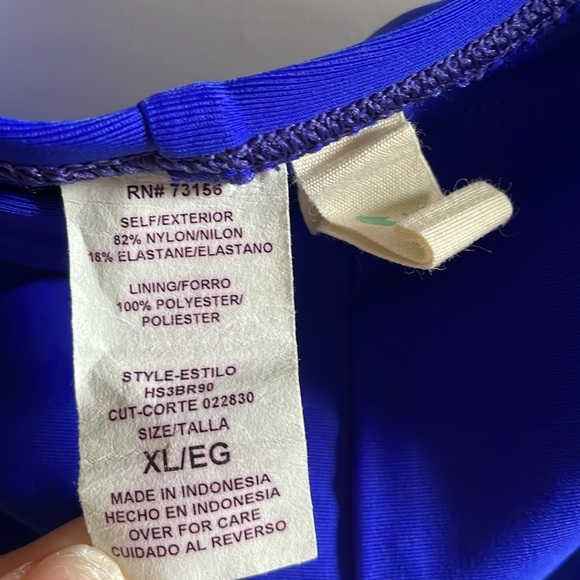 RN# 73156
SELF/EXTERIOR
82% NYLON/NILON
18% ELASTANE/ELASTANO
LINING/FORRO
100% POLYESTER/
POLIESTER
STYLE-ESTILO
HS3BR90
CUT-CORTE 022830
SIZE/TALLA
XL/EG
MADE IN INDONESIA
HECHO EN INDONESIA
OVER FOR CARE
CUIDADO AL REVERSO